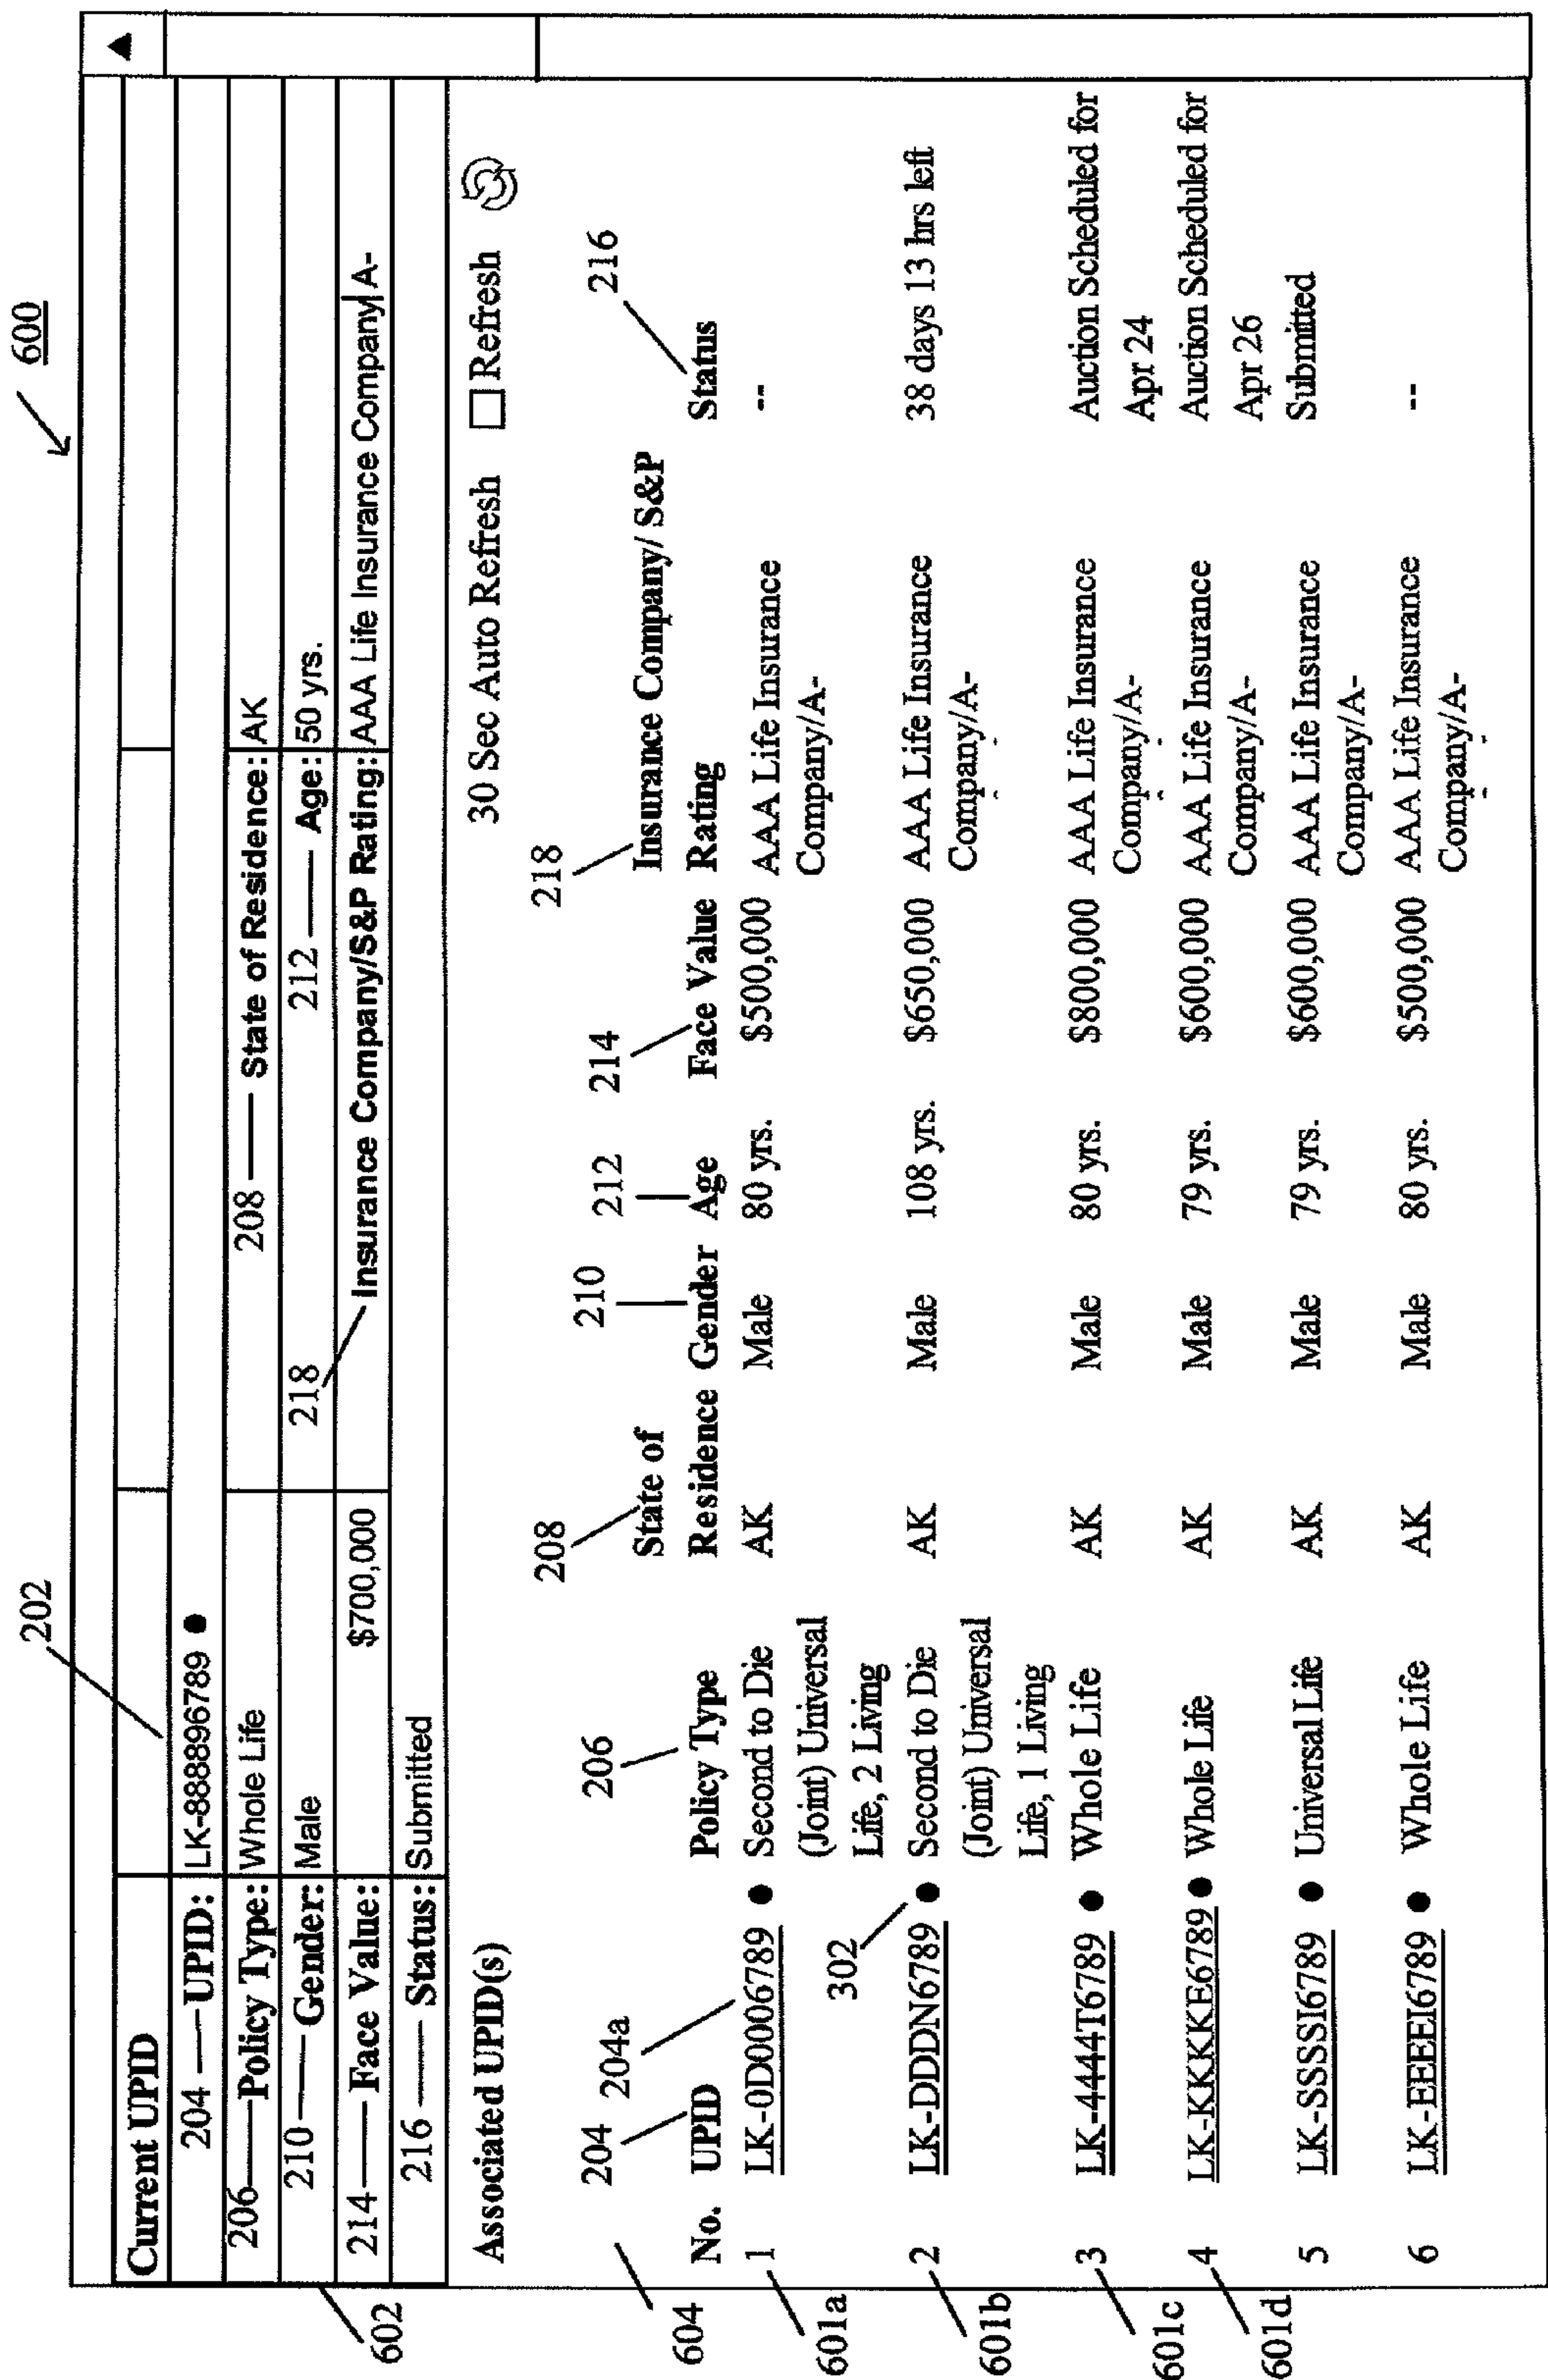 600
202
Current UPID
204 — UPID: LK-88896789 ●
206 — Policy Type: Whole Life 208 — State of Residence: AK
210 — Gender: Male 212 — Age: 50 yrs.
218
214 — Face Value: $700,000 Insurance Company/S&P Rating: AAA Life Insurance Company/ A-
216 — Status: Submitted
602
Associated UPID(s) 30 Sec Auto Refresh □ Refresh
604 204 204a 206 208 210 212 214 218 216
State of Insurance Company/ S&P
No. UPID Policy Type Residence Gender Age Face Value Rating Status
601a 1 LK-0D0006789 ● Second to Die AK Male 80 yrs. $500,000 AAA Life Insurance --
(Joint) Universal Company/A-
Life, 2 Living
302
601b 2 LK-DDDN6789 ● Second to Die AK Male 108 yrs. $650,000 AAA Life Insurance 38 days 13 hrs left
(Joint) Universal Company/A-
Life, 1 Living
601c 3 LK-4444T6789 ● Whole Life AK Male 80 yrs. $800,000 AAA Life Insurance Auction Scheduled for
Company/A- Apr 24
601d 4 LK-KKKKE6789 ● Whole Life AK Male 79 yrs. $600,000 AAA Life Insurance Auction Scheduled for
Company/A- Apr 26
5 LK-SSSSI6789 ● Universal Life AK Male 79 yrs. $600,000 AAA Life Insurance Submitted
Company/A-
6 LK-EEEEI6789 ● Whole Life AK Male 80 yrs. $500,000 AAA Life Insurance --
Company/A-